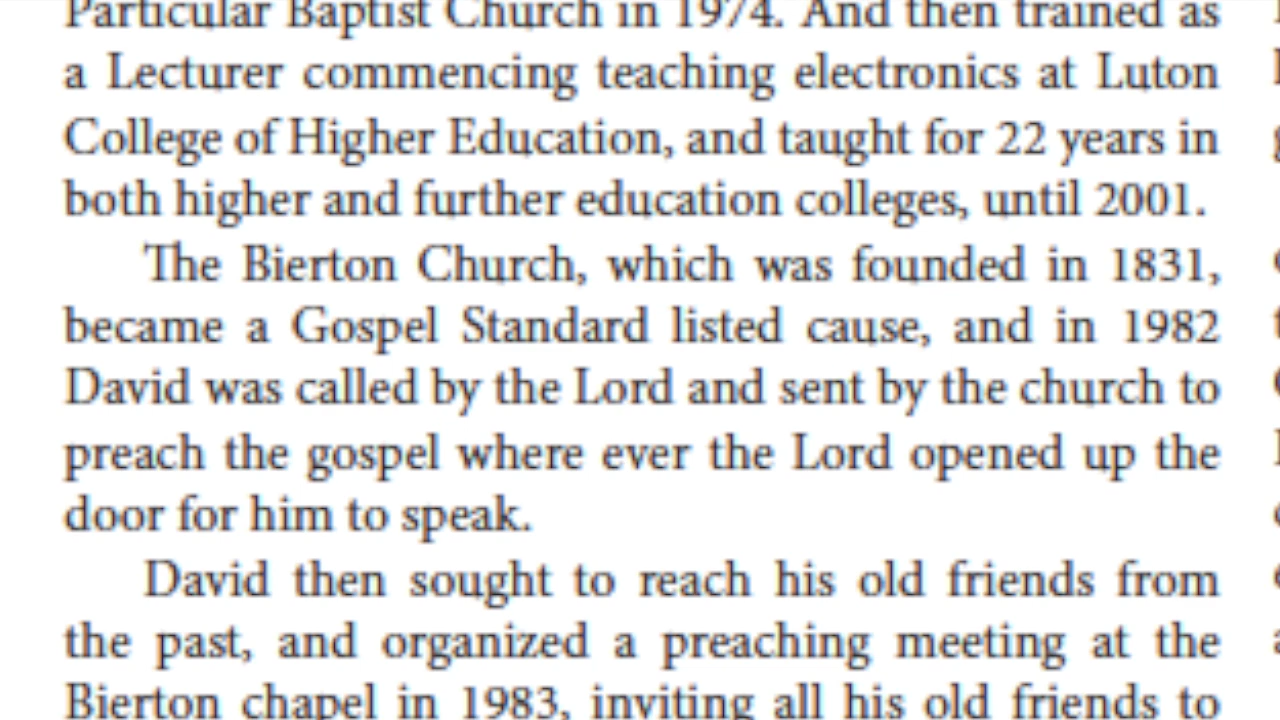 Particular Baptist Church in 1974. And then trained as
a Lecturer commencing teaching electronics at Luton
College of Higher Education, and taught for 22 years in
both higher and further education colleges, until 2001.
The Bierton Church, which was founded in 1831,
became a Gospel Standard listed cause, and in 1982
David was called by the Lord and sent by the church to
preach the gospel where ever the Lord opened up the
door for him to speak.
David then sought to reach his old friends from
the past, and organized a preaching meeting at the
Bierton chapel in 1983, inviting all his old friends to